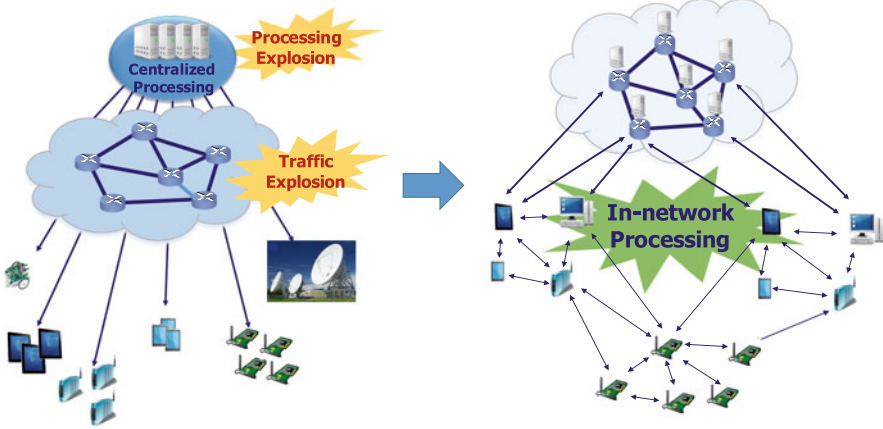 Centralized
Processing
Processing
Explosion
Traffic
Explosion
In-network
Processing